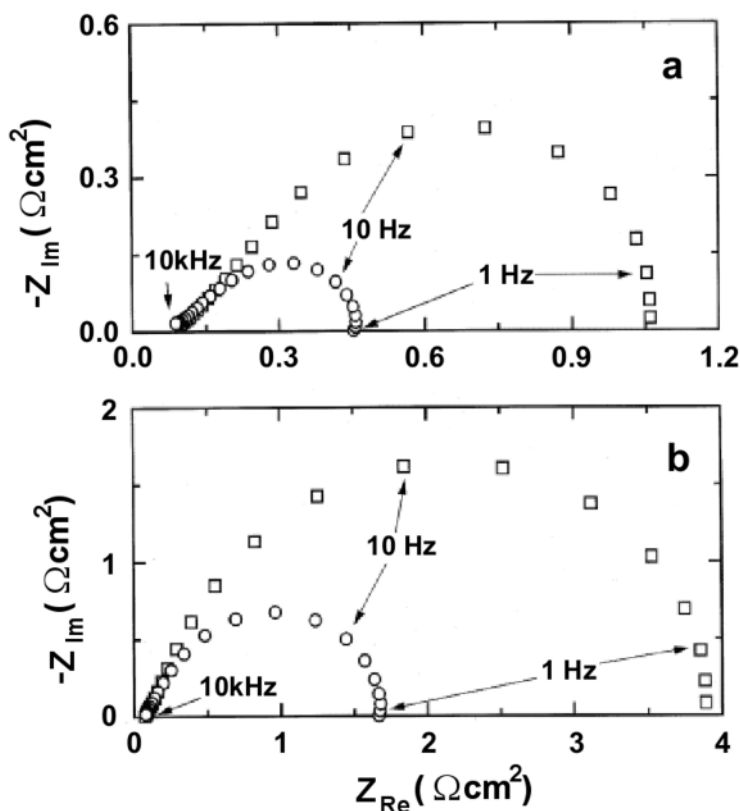 0.6
a
-Z_Im (Ωcm²)
0.3
10 Hz
10kHz
1 Hz
0.0
0.0 0.3 0.6 0.9 1.2
2
b
-Z_Im (Ωcm²)
10 Hz
1
1 Hz
10kHz
0
0 1 2 3 4
Z_Re (Ωcm²)